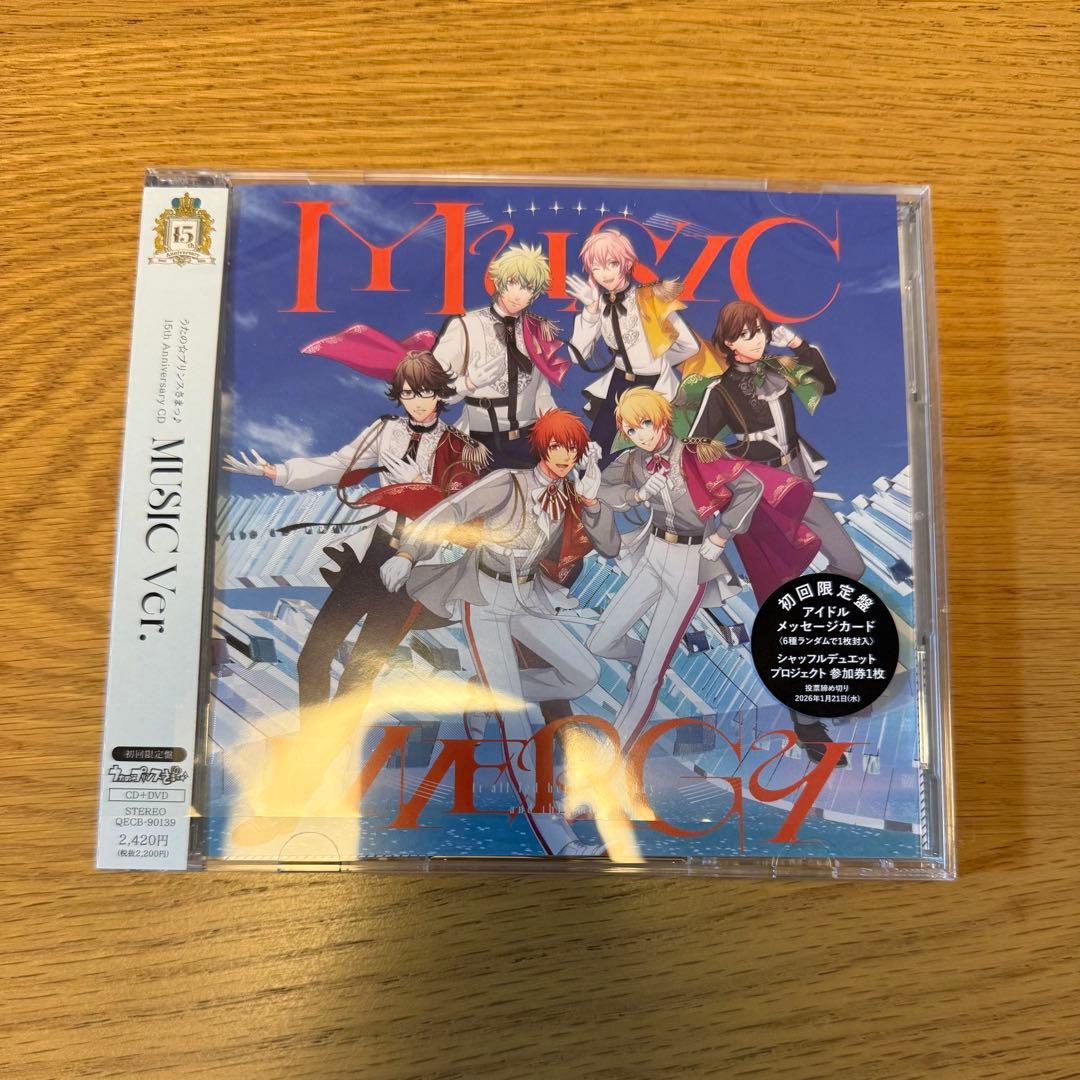 15th
Anniversary
うたの☆プリンスさまっ♪
15th Anniversary CD
MUSIC Ver.
初回限定盤
うたの☆プリンスさまっ♪
CD+DVD
STEREO
QECB-90139
2,420円
(税抜2,200円)
MUSIC
初回限定盤
アイドル
メッセージカード
〈6種ランダムで1枚封入〉
シャッフルデュエット
プロジェクト 参加券1枚
投票締め切り
2026年1月21日(水)
It all led